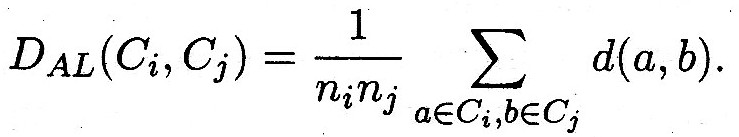 D_{AL}(C_i, C_j) = \frac{1}{n_i n_j} \sum_{a \in C_i, b \in C_j} d(a, b).